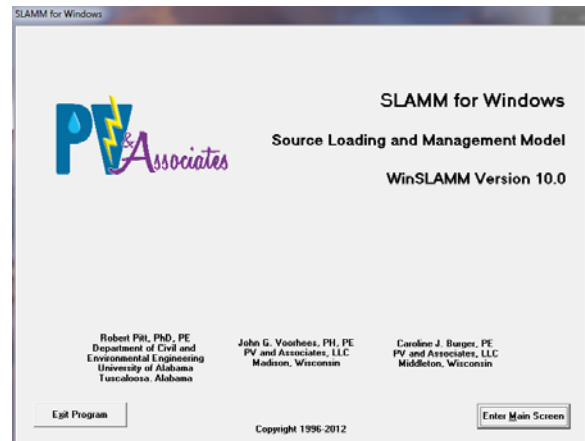 SLAMM for Windows
SLAMM for Windows
PV & Associates
Source Loading and Management Model
WinSLAMM Version 10.0
Robert Pitt, PhD, PE
Department of Civil and
Environmental Engineering
University of Alabama
Tuscaloosa, Alabama
John G. Voorhees, PH, PE
PV and Associates, LLC
Madison, Wisconsin
Caroline J. Burger, PE
PV and Associates, LLC
Middleton, Wisconsin
Exit Program
Copyright 1996-2012
Enter Main Screen